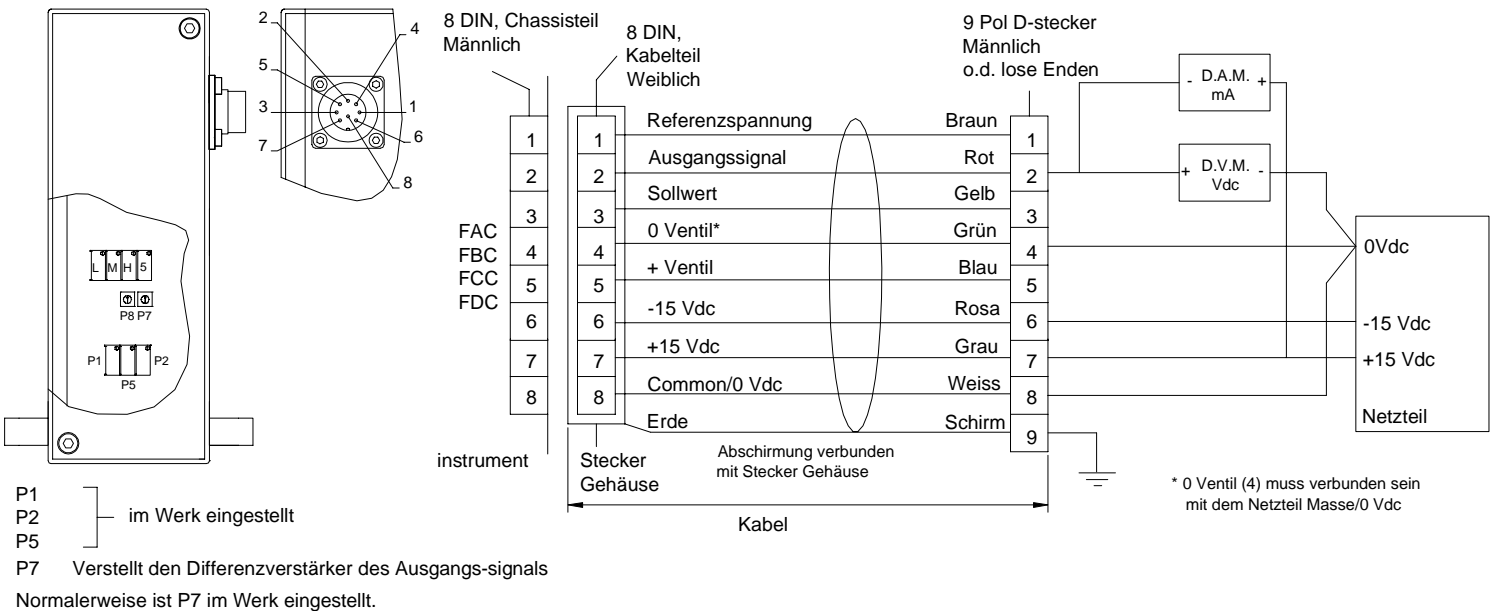 2
4
5
3
1
7
6
8
L M H 5
P8 P7
P1 P2
P5
8 DIN, Chassisteil
Männlich
8 DIN,
Kabelteil
Weiblich
9 Pol D-stecker
Männlich
o.d. lose Enden
FAC
FBC
FCC
FDC
1 1 Referenzspannung Braun 1
2 2 Ausgangssignal Rot 2
3 3 Sollwert Gelb 3
4 4 0 Ventil* Grün 4
5 5 + Ventil Blau 5
6 6 -15 Vdc Rosa 6
7 7 +15 Vdc Grau 7
8 8 Common/0 Vdc Weiss 8
Erde Schirm 9
- D.A.M. +
mA
+ D.V.M. -
Vdc
0Vdc
-15 Vdc
+15 Vdc
Netzteil
instrument
Stecker
Gehäuse
Abschirmung verbunden
mit Stecker Gehäuse
Kabel
* 0 Ventil (4) muss verbunden sein
mit dem Netzteil Masse/0 Vdc
P1
P2 im Werk eingestellt
P5
P7 Verstellt den Differenzverstärker des Ausgangs-signals
Normalerweise ist P7 im Werk eingestellt.